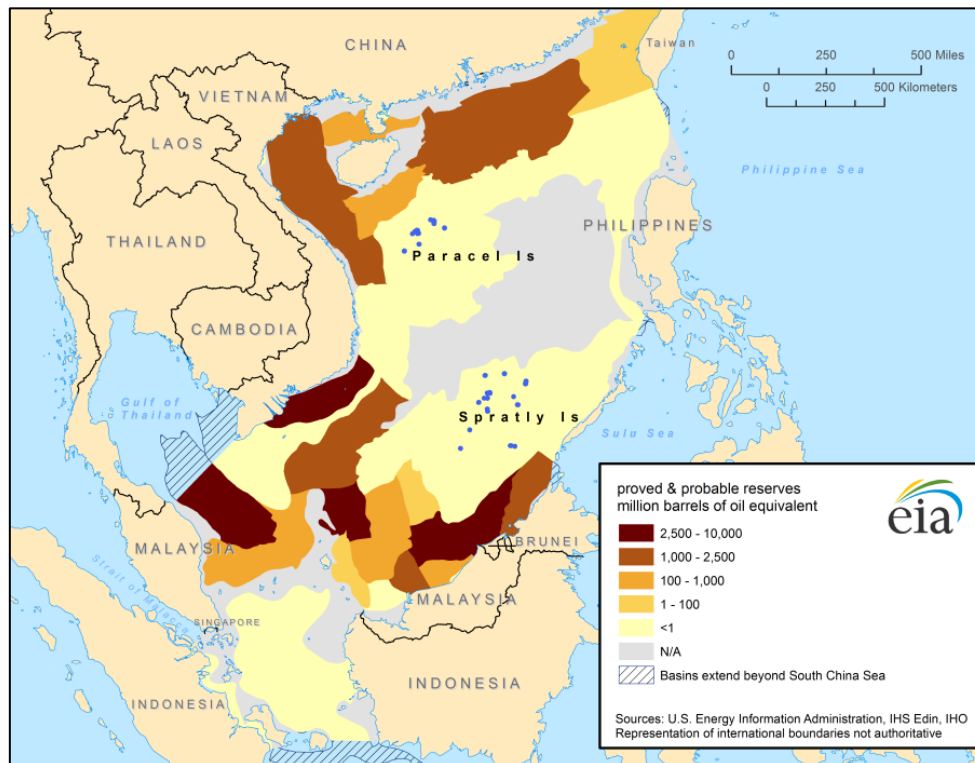 CHINA
Taiwan
0 250 500 Miles
0 250 500 Kilometers
VIETNAM
LAOS
Philippine Sea
THAILAND
PHILIPPINES
Paracel Is
CAMBODIA
Gulf of
Thailand
Spratly Is
Sulu Sea
MALAYSIA
BRUNEI
Strait of Malacca
MALAYSIA
SINGAPORE
INDONESIA
INDONESIA
proved & probable reserves
million barrels of oil equivalent
eia
2,500 - 10,000
1,000 - 2,500
100 - 1,000
1 - 100
<1
N/A
Basins extend beyond South China Sea
Sources: U.S. Energy Information Administration, IHS Edin, IHO
Representation of international boundaries not authoritative